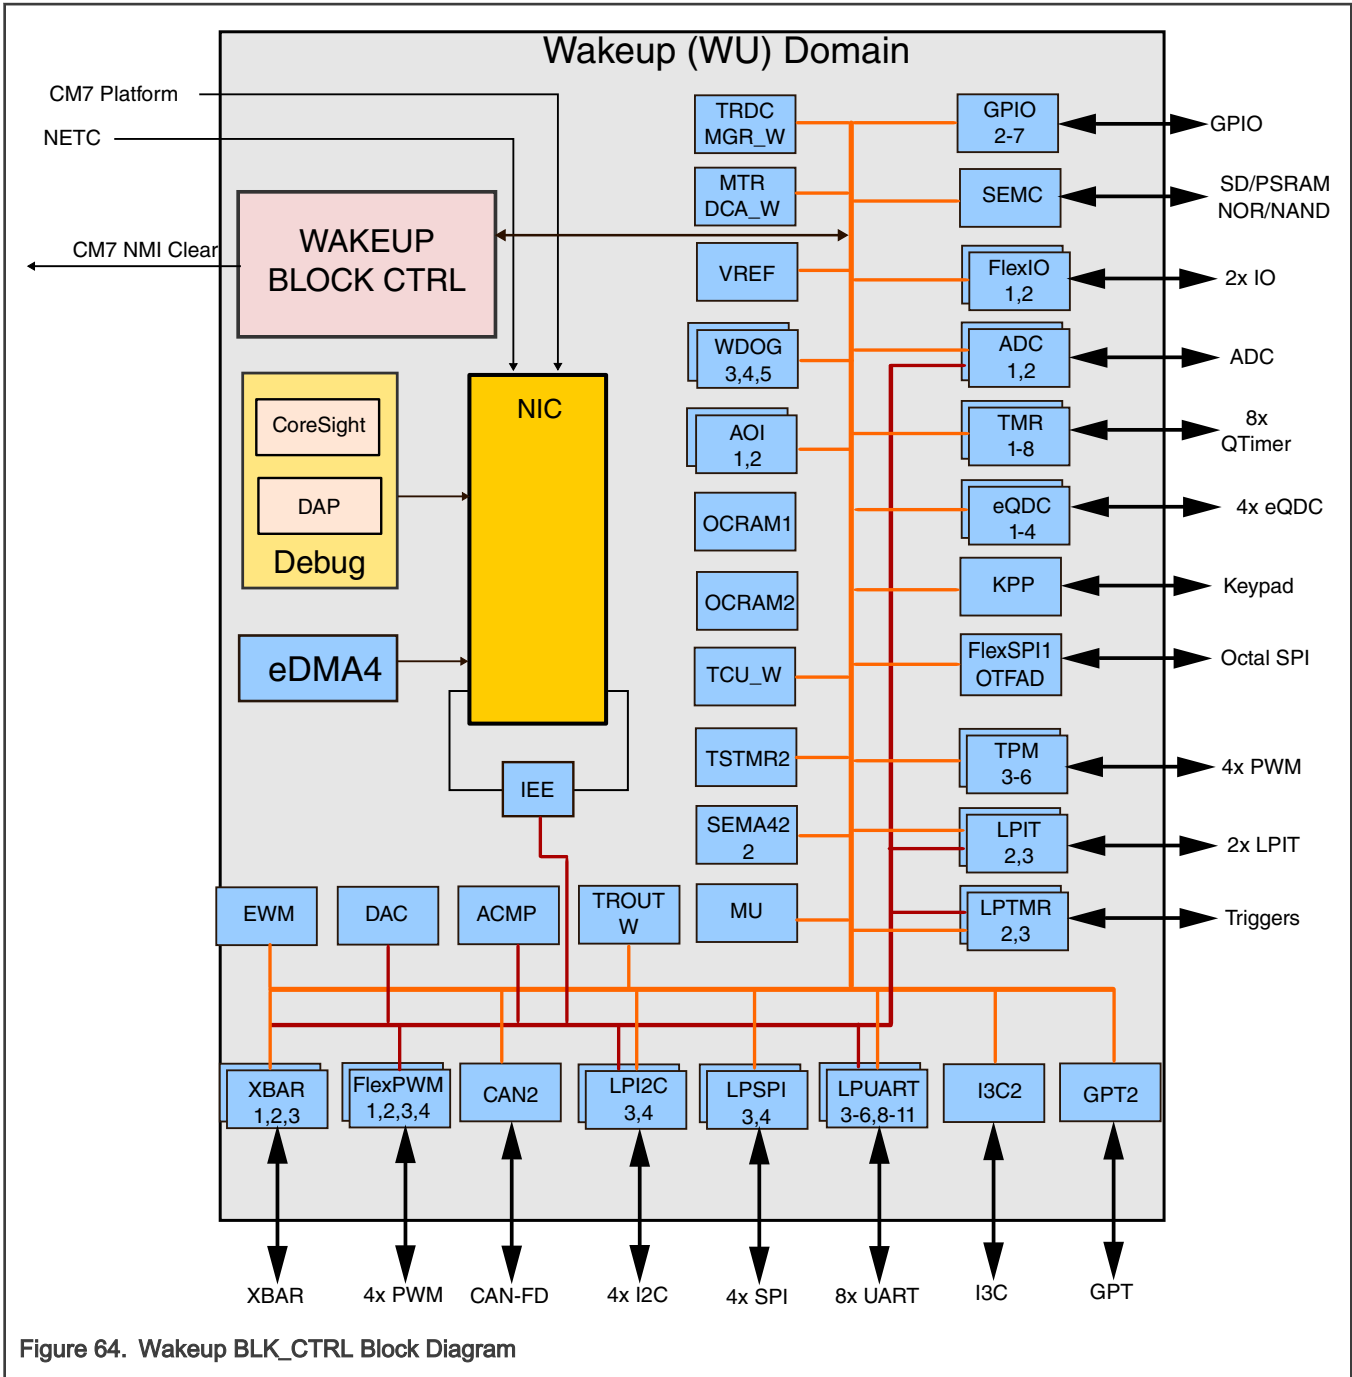 Wakeup (WU) Domain
CM7 Platform
NETC
CM7 NMI Clear
WAKEUP
BLOCK CTRL
CoreSight
DAP
Debug
eDMA4
NIC
IEE
TRDC
MGR_W
MTR
DCA_W
VREF
WDOG
3,4,5
AOI
1,2
OCRAM1
OCRAM2
TCU_W
TSTMR2
SEMA42
2
MU
GPIO
2-7
GPIO
SEMC
SD/PSRAM
NOR/NAND
FlexIO
1,2
2x IO
ADC
1,2
ADC
TMR
1-8
8x
QTimer
eQDC
1-4
4x eQDC
KPP
Keypad
FlexSPI1
OTFAD
Octal SPI
TPM
3-6
4x PWM
LPIT
2,3
2x LPIT
LPTMR
2,3
Triggers
EWM
DAC
ACMP
TROUT
W
XBAR
1,2,3
FlexPWM
1,2,3,4
CAN2
LPI2C
3,4
LPSPI
3,4
LPUART
3-6,8-11
I3C2
GPT2
XBAR
4x PWM
CAN-FD
4x I2C
4x SPI
8x UART
I3C
GPT
Figure 64. Wakeup BLK_CTRL Block Diagram